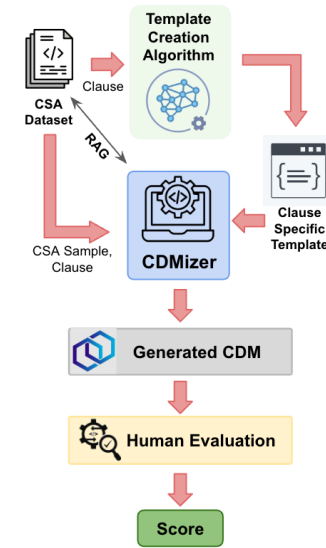 Template
Creation
Algorithm
Clause
CSA
Dataset
RAG
Clause
Specific
Template
CSA Sample,
Clause
CDMizer
Generated CDM
Human Evaluation
Score